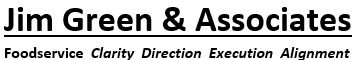 Jim Green & Associates
Foodservice Clarity Direction Execution Alignment